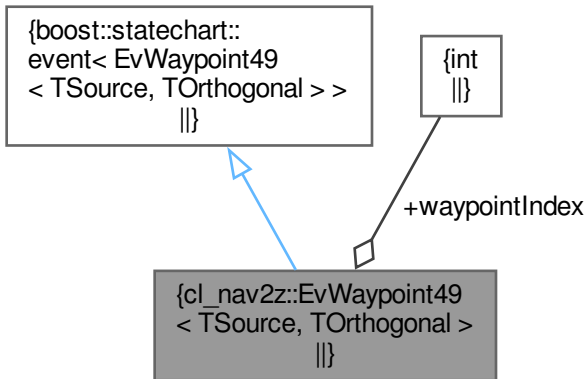 {boost::statechart::
event< EvWaypoint49
< TSource, TOrthogonal > >
||}
{int
||}
+waypointIndex
{cl_nav2z::EvWaypoint49
< TSource, TOrthogonal >
||}